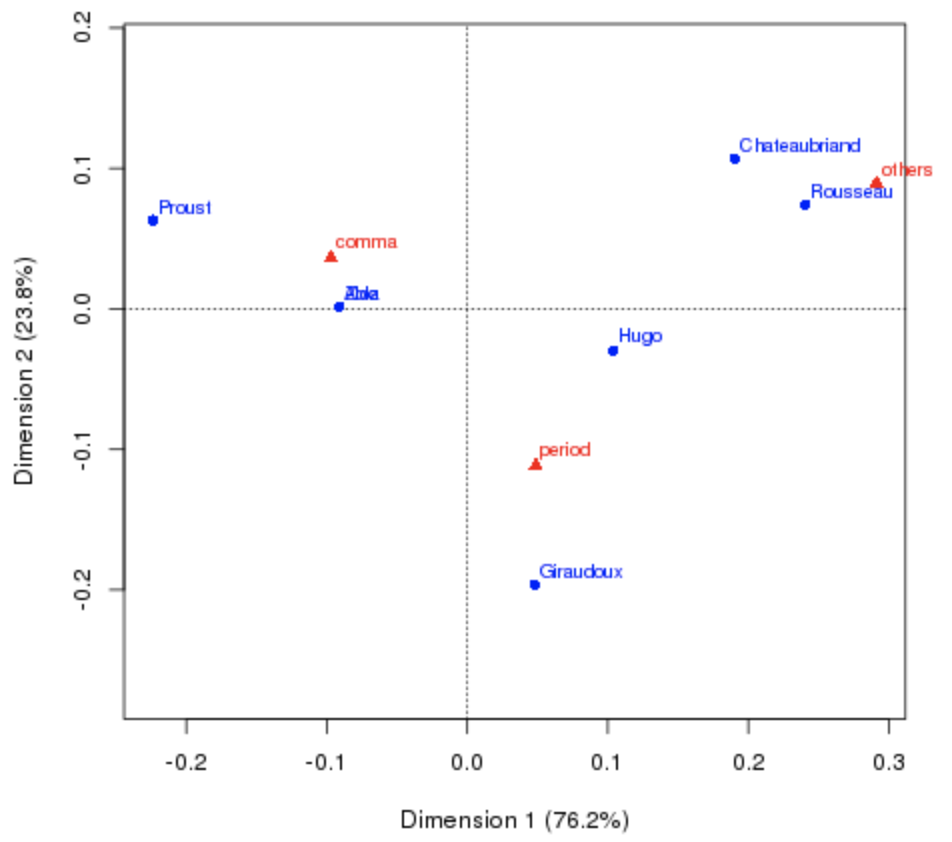 0.2
0.1
0.0
-0.1
-0.2
Dimension 2 (23.8%)
Chateaubriand
others
Rousseau
Proust
comma
Hugo
period
Giraudoux
-0.2 -0.1 0.0 0.1 0.2 0.3
Dimension 1 (76.2%)